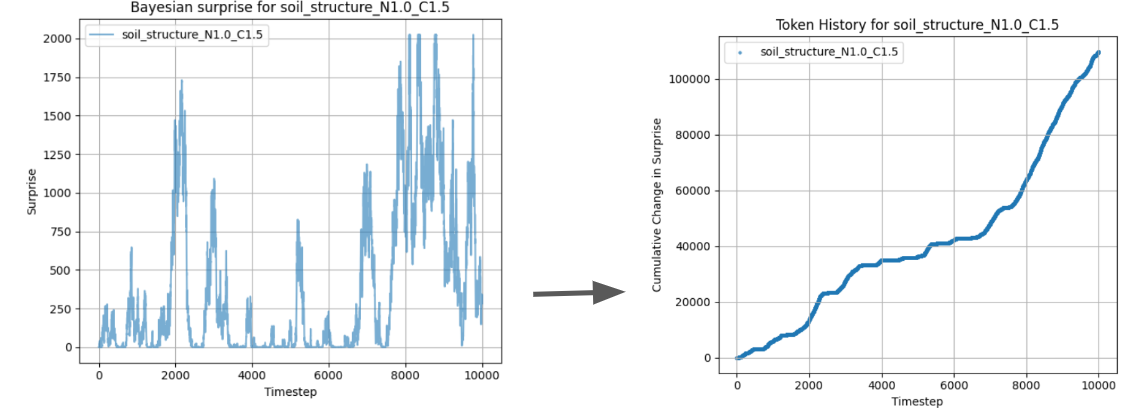 Bayesian surprise for soil_structure_N1.0_C1.5
soil_structure_N1.0_C1.5
2000
1750
1500
1250
1000
750
500
250
0
Surprise
0 2000 4000 6000 8000 10000
Timestep
Token History for soil_structure_N1.0_C1.5
soil_structure_N1.0_C1.5
100000
80000
60000
40000
20000
0
Cumulative Change in Surprise
0 2000 4000 6000 8000 10000
Timestep